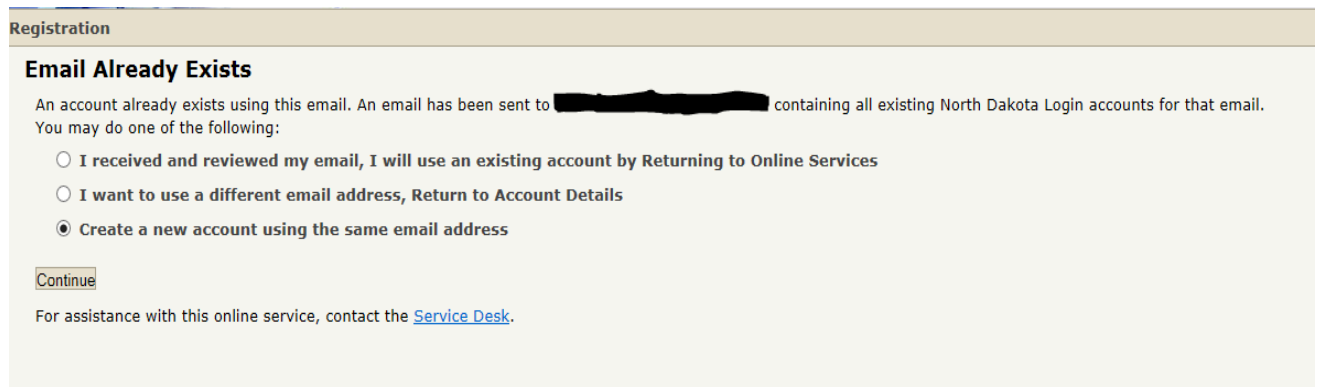 Registration
Email Already Exists
An account already exists using this email. An email has been sent to containing all existing North Dakota Login accounts for that email.
You may do one of the following:
I received and reviewed my email, I will use an existing account by Returning to Online Services
I want to use a different email address, Return to Account Details
Create a new account using the same email address
Continue
For assistance with this online service, contact the Service Desk.